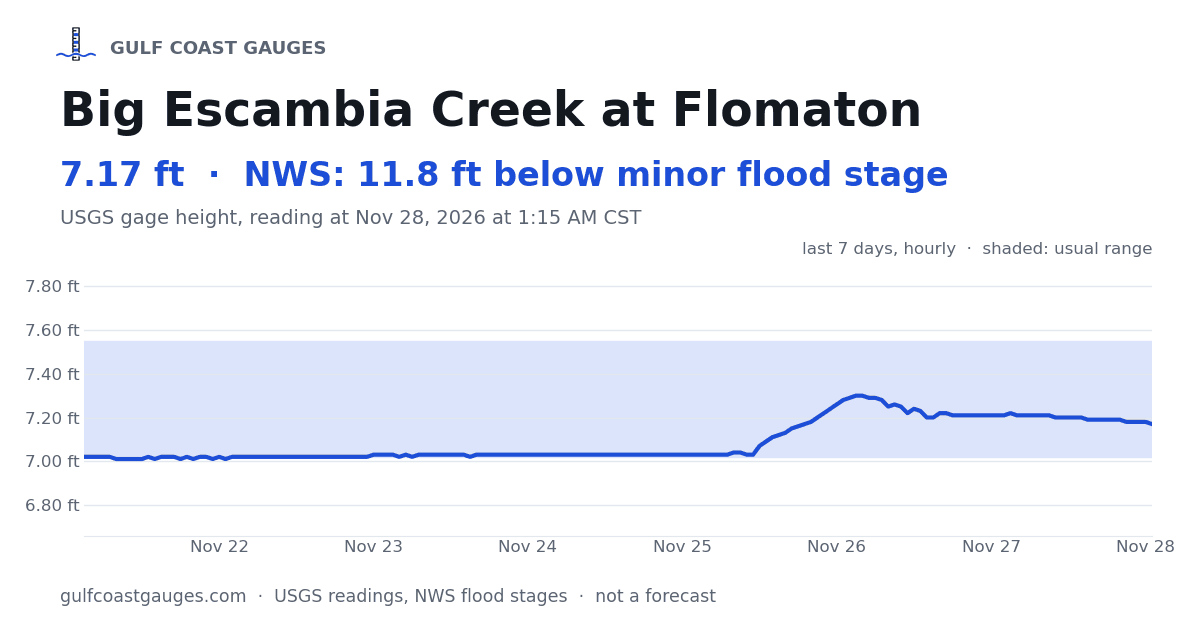 GULF COAST GAUGES
Big Escambia Creek at Flomaton
7.17 ft · NWS: 11.8 ft below minor flood stage
USGS gage height, reading at Nov 28, 2026 at 1:15 AM CST
last 7 days, hourly · shaded: usual range
7.80 ft
7.60 ft
7.40 ft
7.20 ft
7.00 ft
6.80 ft
Nov 22 Nov 23 Nov 24 Nov 25 Nov 26 Nov 27 Nov 28
gulfcoastgauges.com · USGS readings, NWS flood stages · not a forecast